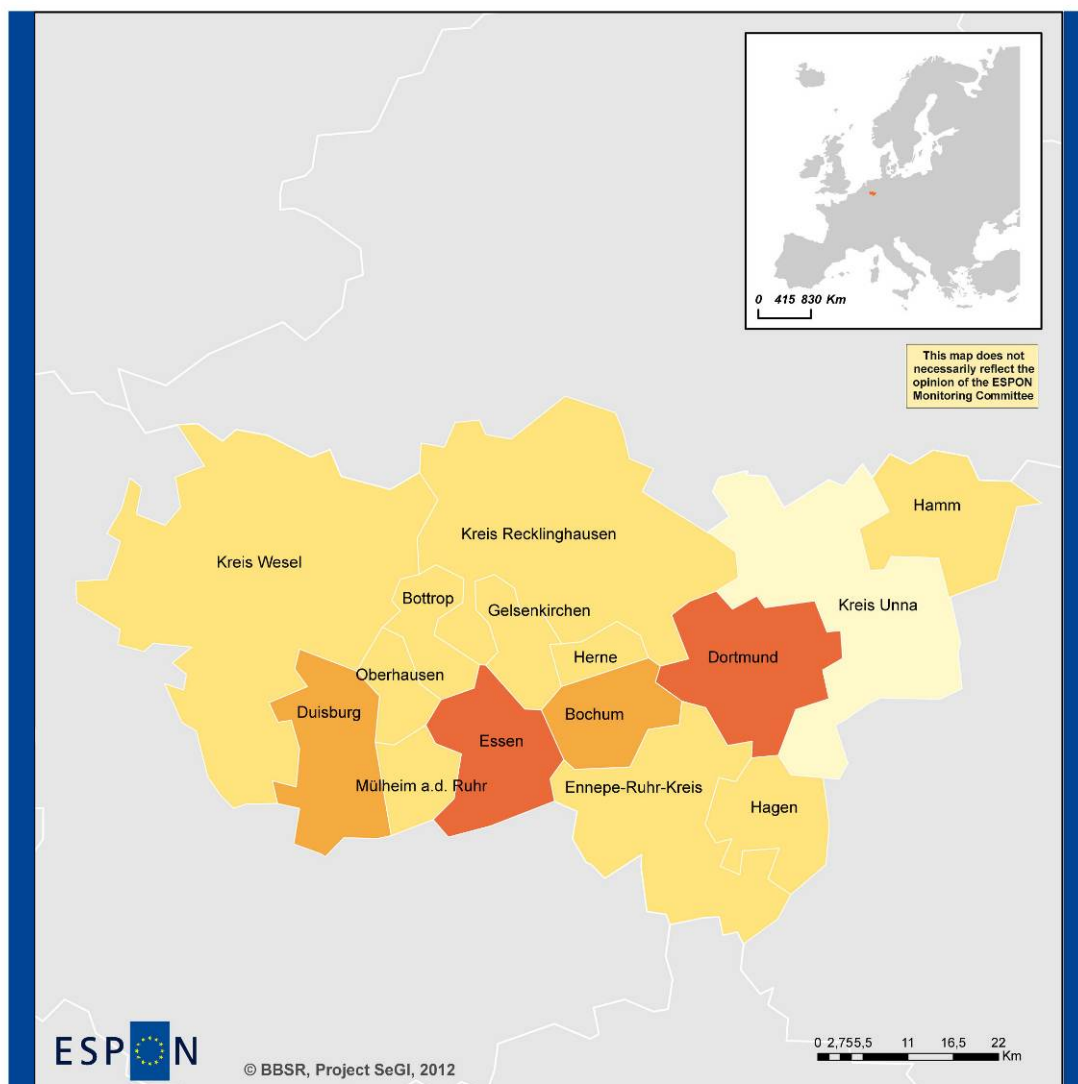 0 415 830 Km
This map does not
necessarily reflect the
opinion of the ESPON
Monitoring Committee
Hamm
Kreis Recklinghausen
Kreis Wesel
Bottrop
Gelsenkirchen
Kreis Unna
Herne
Dortmund
Oberhausen
Duisburg
Bochum
Essen
Mülheim a.d. Ruhr
Ennepe-Ruhr-Kreis
Hagen
ESPON
© BBSR, Project SeGI, 2012
0 2,755,5 11 16,5 22
Km